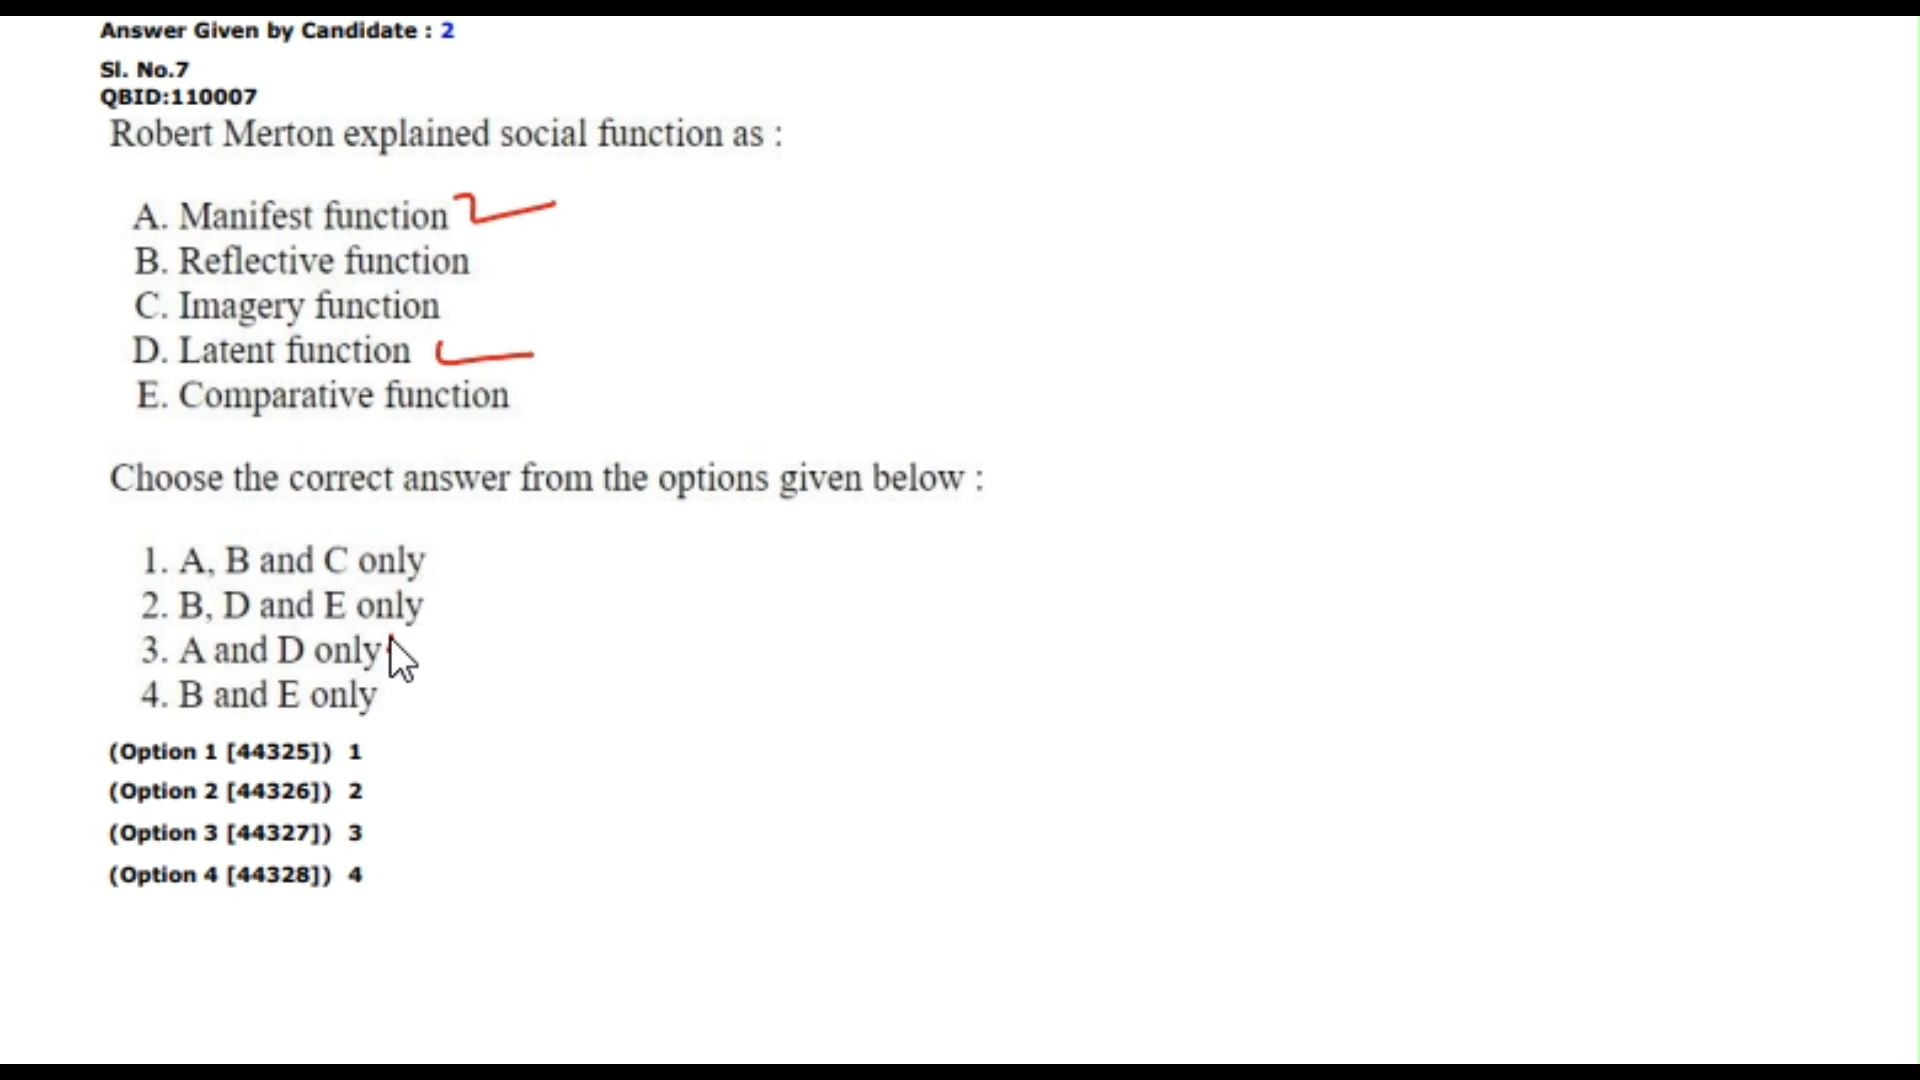 Answer Given by Candidate : 2
Sl. No.7
QBID:110007
Robert Merton explained social function as :
A. Manifest function
B. Reflective function
C. Imagery function
D. Latent function
E. Comparative function
Choose the correct answer from the options given below :
1. A, B and C only
2. B, D and E only
3. A and D only
4. B and E only
(Option 1 [44325]) 1
(Option 2 [44326]) 2
(Option 3 [44327]) 3
(Option 4 [44328]) 4